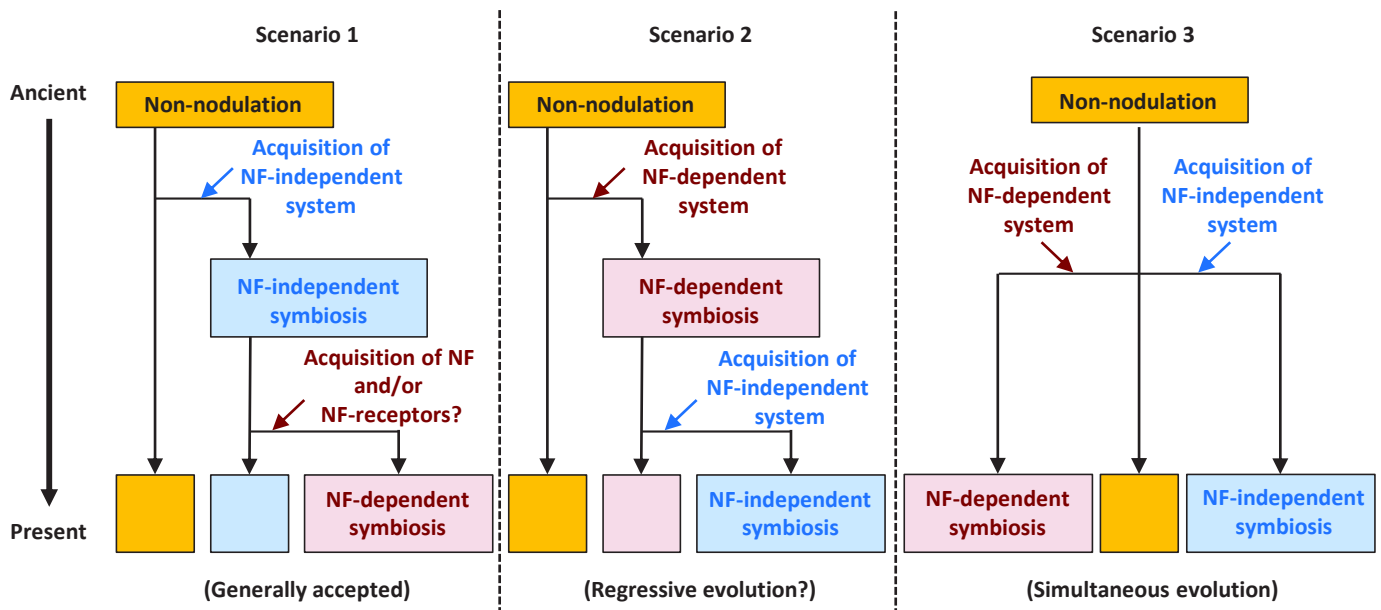 Scenario 1
Ancient
Non-nodulation
Acquisition of
NF-independent
system
NF-independent
symbiosis
Acquisition of NF
and/or
NF-receptors?
NF-dependent
symbiosis
Present
(Generally accepted)
Scenario 2
Non-nodulation
Acquisition of
NF-dependent
system
NF-dependent
symbiosis
Acquisition of
NF-independent
system
NF-independent
symbiosis
(Regressive evolution?)
Scenario 3
Non-nodulation
Acquisition of
NF-dependent
system
Acquisition of
NF-independent
system
NF-dependent
symbiosis
NF-independent
symbiosis
(Simultaneous evolution)